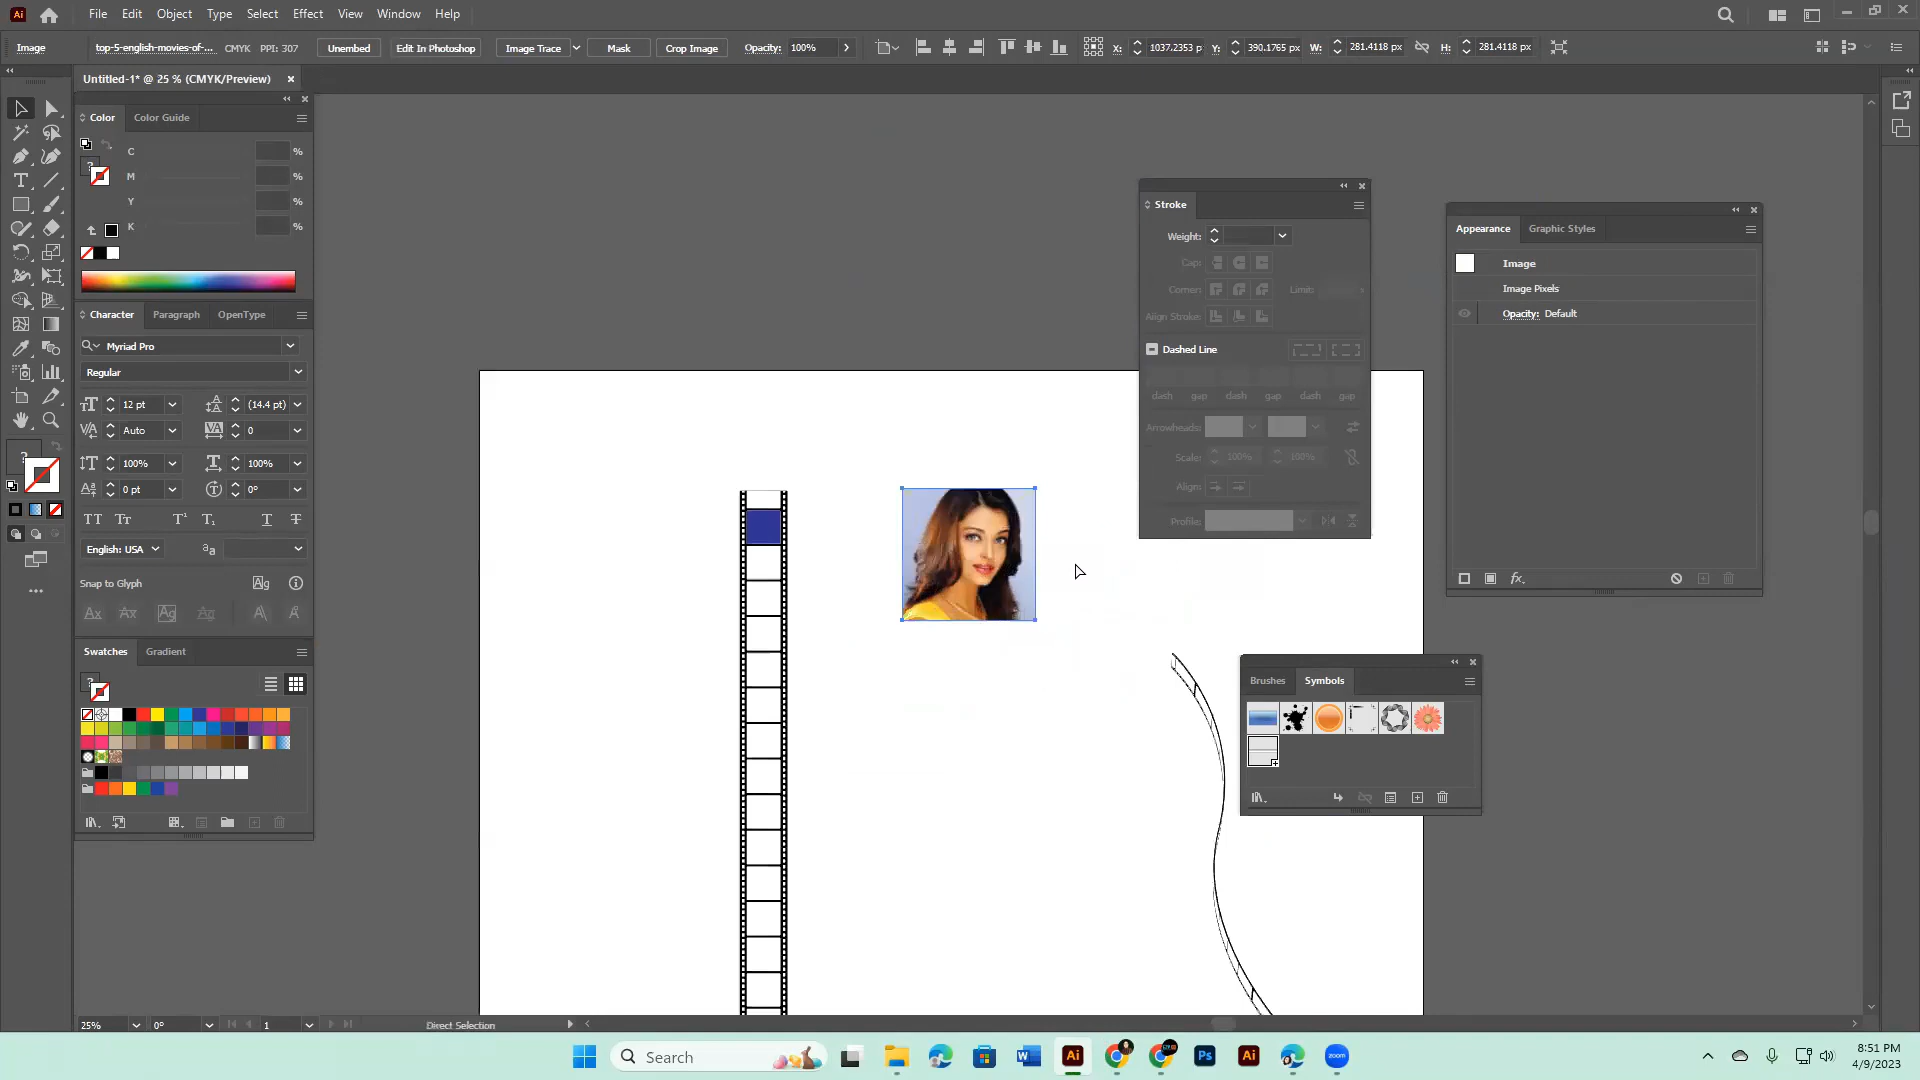 Ai File Edit Object Type Select Effect View Window Help
Image top-5-english-movies-of-... CMYK PPI: 307 Unembed Edit In Photoshop Image Trace Mask Crop Image Opacity: 100% X: 1037.2353 p Y: 390.1765 px W: 281.4118 px H: 281.4118 px
Untitled-1* @ 25 % (CMYK/Preview)
Color Color Guide
C %
M %
Y %
K %
Character Paragraph OpenType
Myriad Pro
Regular
12 pt (14.4 pt)
Auto 0
100% 100%
0 pt 0°
English: USA
Snap to Glyph
Swatches Gradient
Stroke
Weight:
Cap:
Corner: Limit:
Align Stroke:
Dashed Line
dash gap dash gap dash gap
Arrowheads:
Scale: 100% 100%
Align:
Profile:
Appearance Graphic Styles
Image
Image Pixels
Opacity: Default
fx.
Brushes Symbols
25% 0° 1 Direct Selection
Search
8:51 PM
4/9/2023